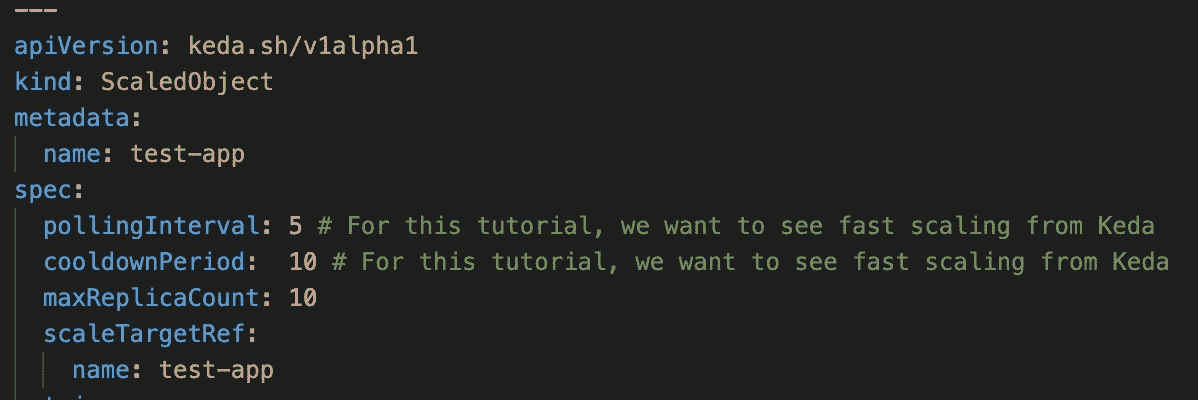 ---
apiVersion: keda.sh/v1alpha1
kind: ScaledObject
metadata:
  name: test-app
spec:
  pollingInterval: 5 # For this tutorial, we want to see fast scaling from Keda
  cooldownPeriod:  10 # For this tutorial, we want to see fast scaling from Keda
  maxReplicaCount: 10
  scaleTargetRef:
    name: test-app